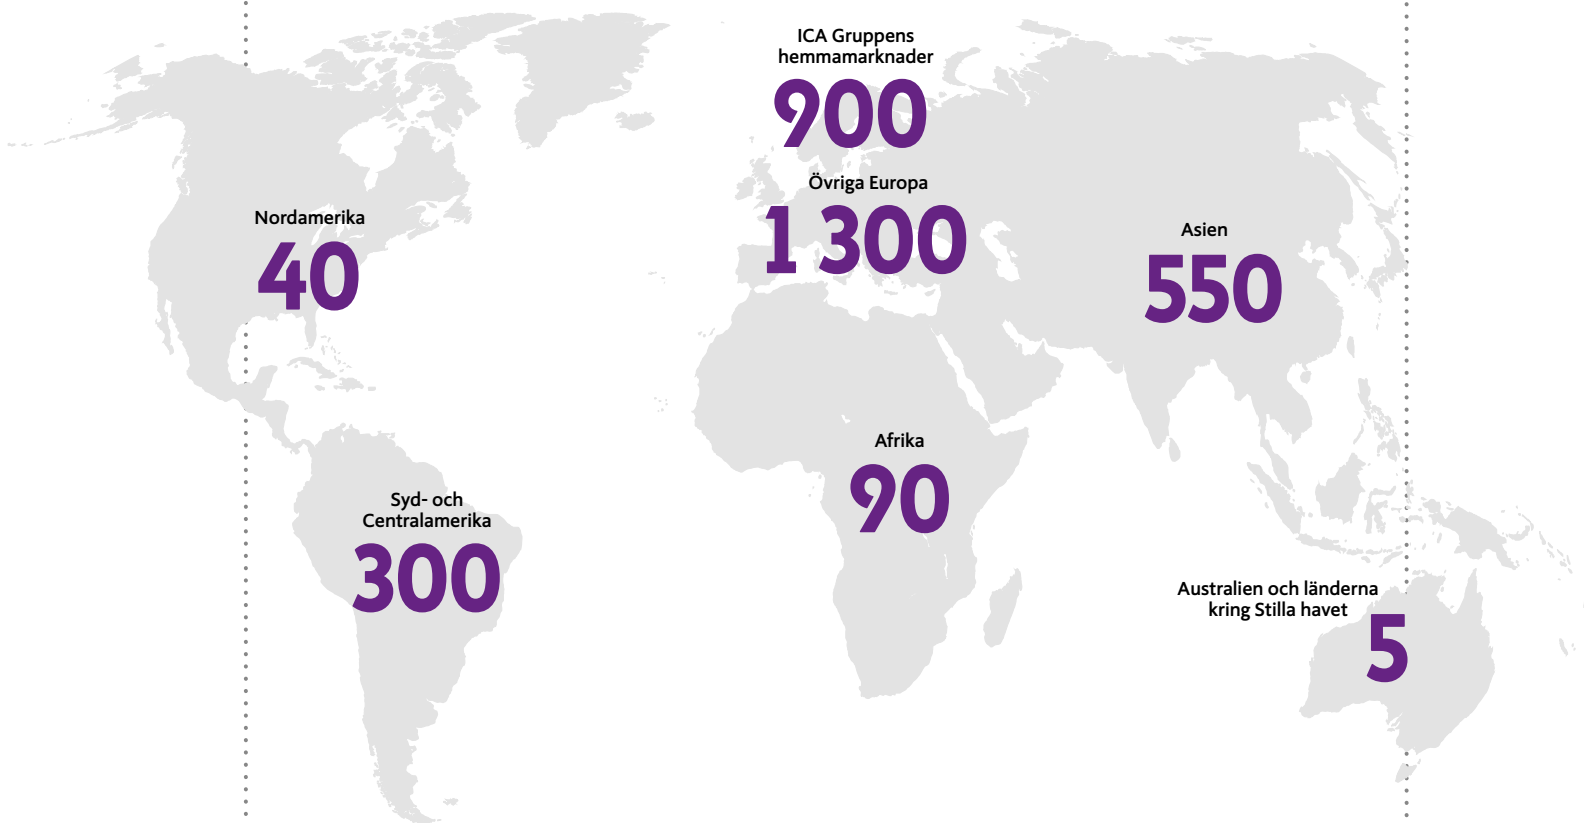 ICA Gruppens
hemmamarknader
900
Övriga Europa
1 300
Nordamerika
40
Asien
550
Afrika
90
Syd- och
Centralamerika
300
Australien och länderna
kring Stilla havet
5